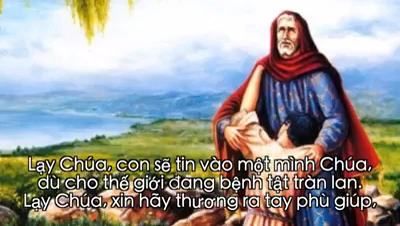 Lạy Chúa, con sẽ tin vào một mình Chúa,
dù cho thế giới đang bệnh tật tràn lan.
Lạy Chúa, xin hãy thương ra tay phù giúp,